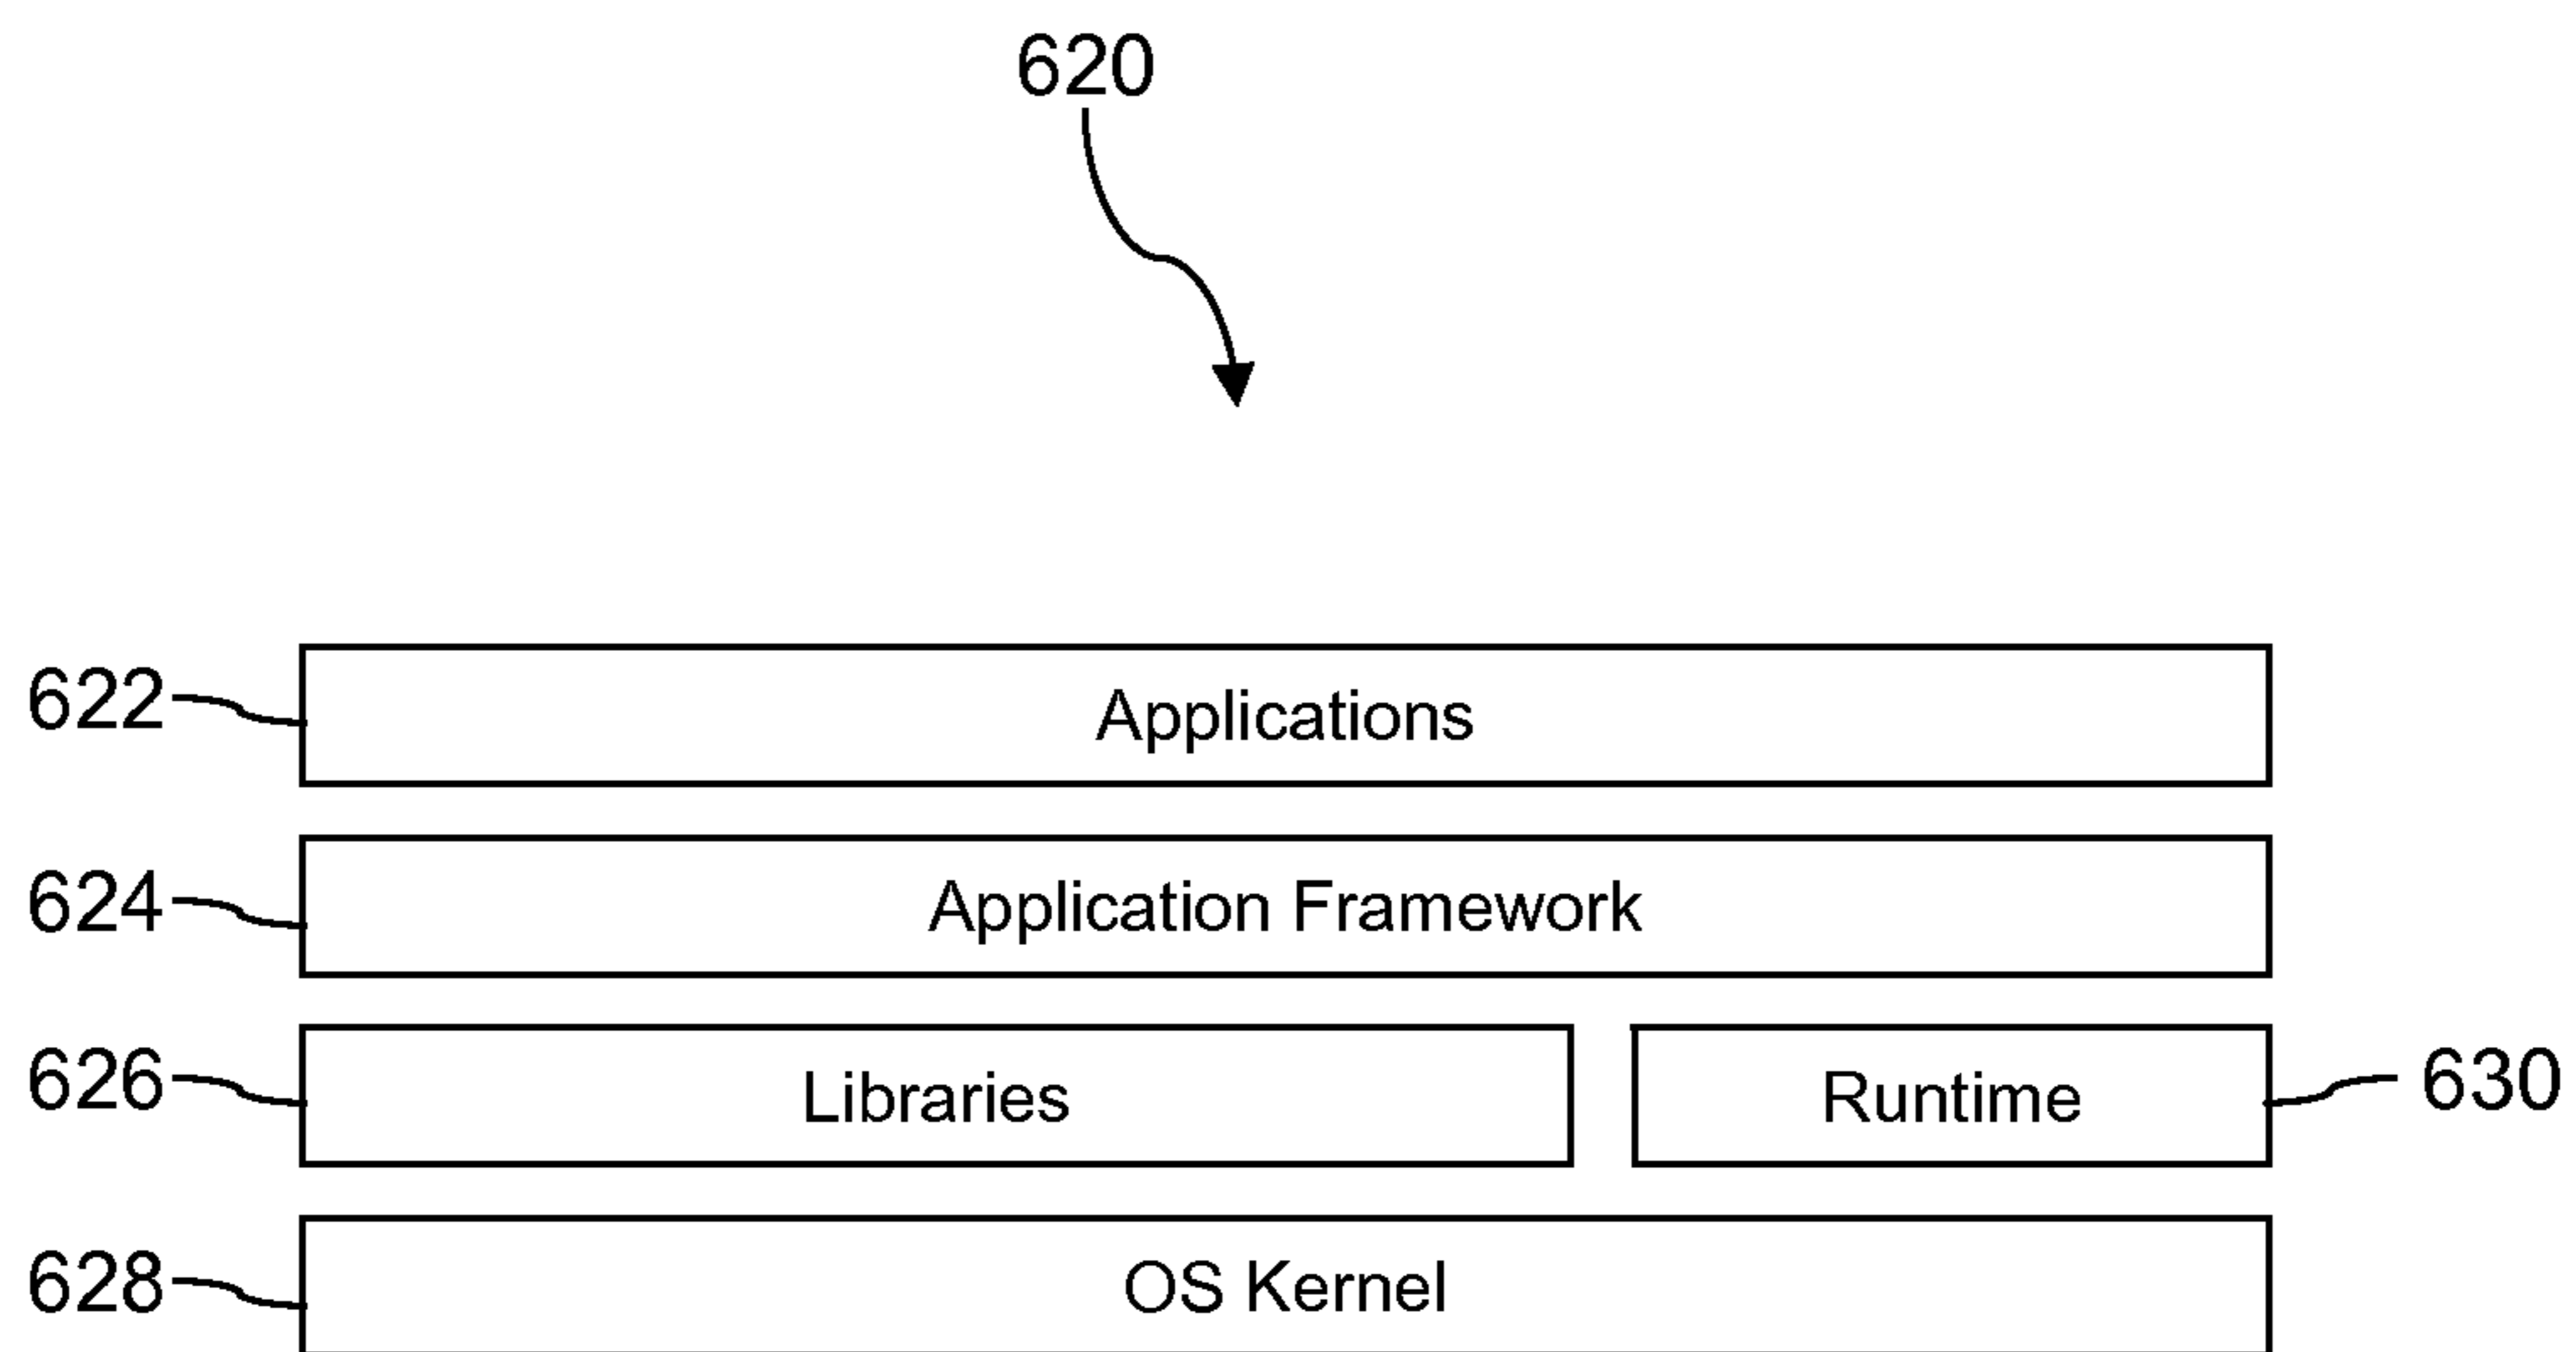 620
622 Applications
624 Application Framework
626 Libraries Runtime 630
628 OS Kernel